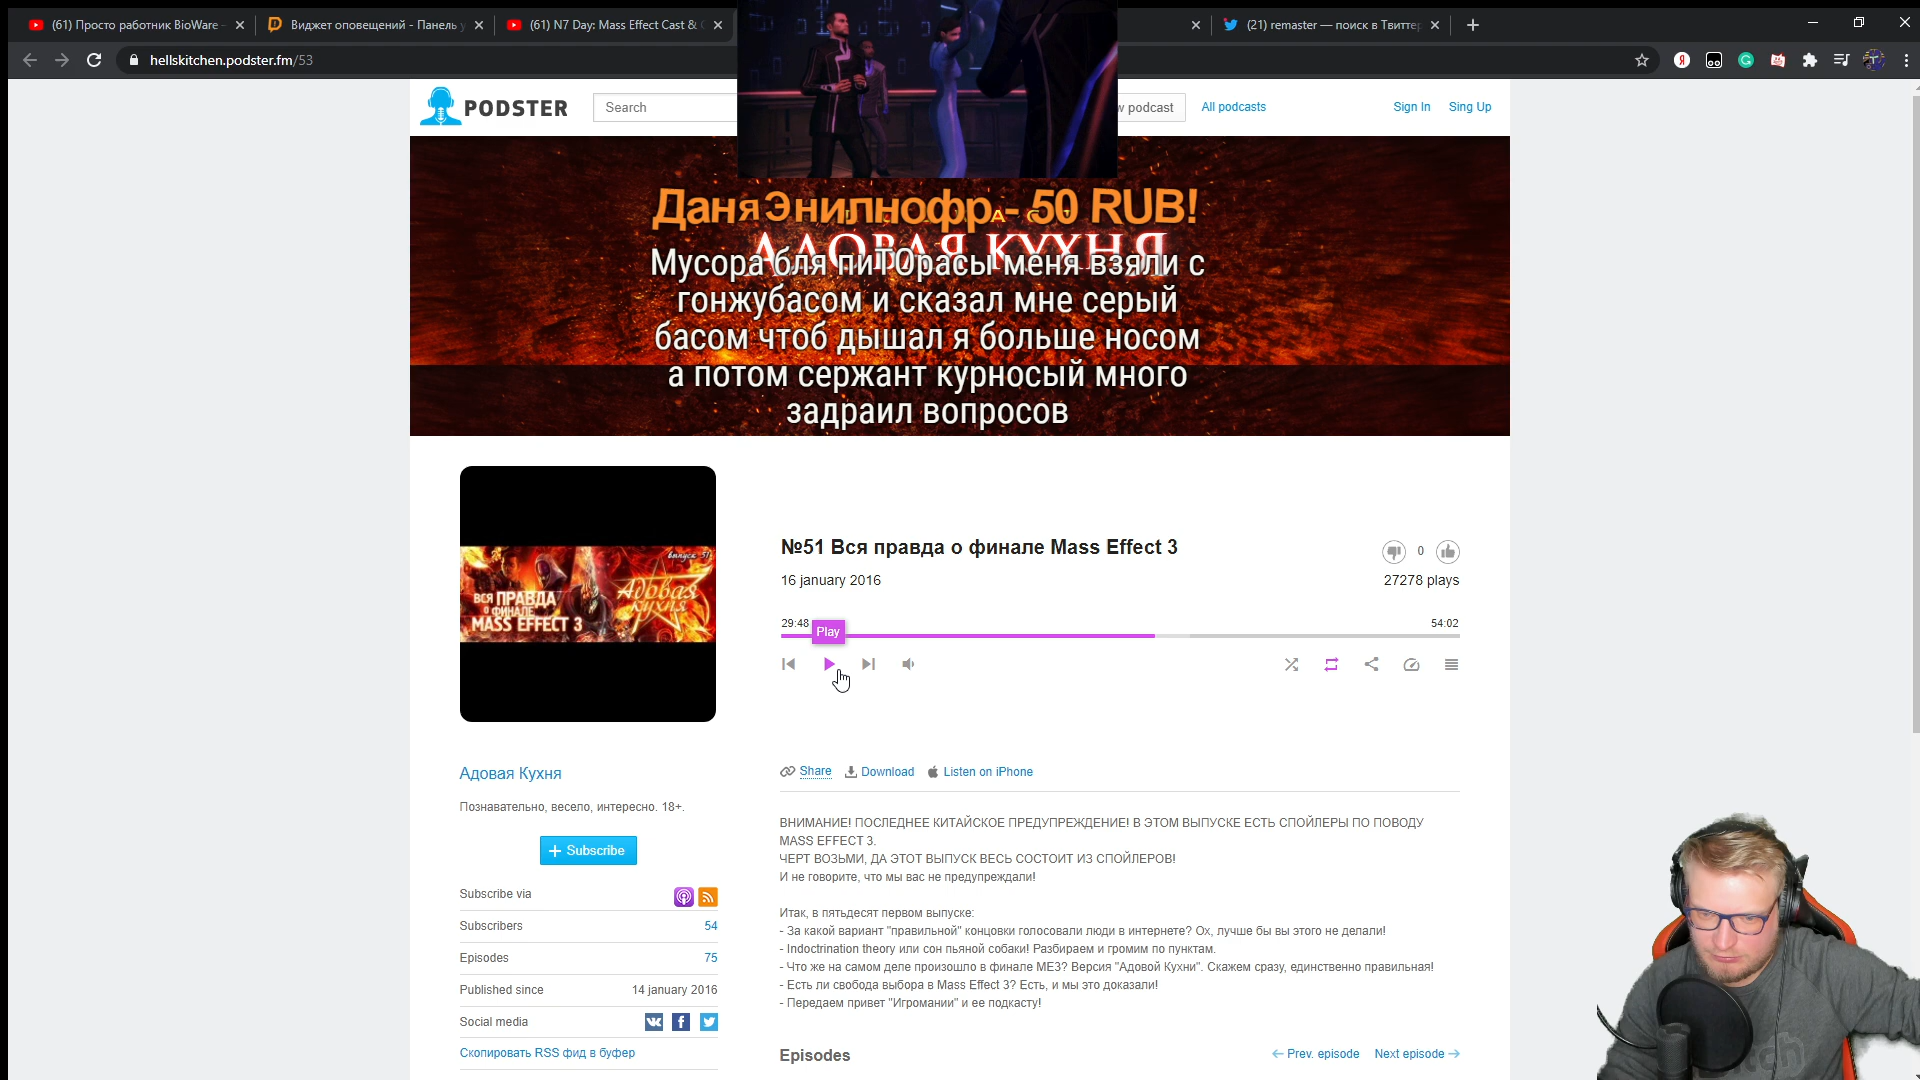 (61) Просто работник BioWare -
Виджет оповещений - Панель у
(61) N7 Day: Mass Effect Cast &
(21) remaster — поиск в Твиттер
hellskitchen.podster.fm/53
PODSTER
Search
podcast
All podcasts
Sign In
Sing Up
ДаняЭнилнофр - 50 RUB!
АДОВАЯ КУХНЯ
Мусора бля пиТОрасы меня взяли с
гонжубасом и сказал мне серый
басом чтоб дышал я больше носом
а потом сержант курносый много
задраил вопросов
выпуск 51
ВСЯ ПРАВДА
О ФИНАЛЕ
MASS EFFECT 3
Адовая
кухня
№51 Вся правда о финале Mass Effect 3
0
16 january 2016
27278 plays
29:48
Play
54:02
Адовая Кухня
Познавательно, весело, интересно. 18+.
+ Subscribe
Subscribe via
Subscribers 54
Episodes 75
Published since 14 january 2016
Social media
Скопировать RSS фид в буфер
Share
Download
Listen on iPhone
ВНИМАНИЕ! ПОСЛЕДНЕЕ КИТАЙСКОЕ ПРЕДУПРЕЖДЕНИЕ! В ЭТОМ ВЫПУСКЕ ЕСТЬ СПОЙЛЕРЫ ПО ПОВОДУ
MASS EFFECT 3.
ЧЕРТ ВОЗЬМИ, ДА ЭТОТ ВЫПУСК ВЕСЬ СОСТОИТ ИЗ СПОЙЛЕРОВ!
И не говорите, что мы вас не предупреждали!
Итак, в пятьдесят первом выпуске:
- За какой вариант "правильной" концовки голосовали люди в интернете? Ох, лучше бы вы этого не делали!
- Indoctrination theory или сон пьяной собаки! Разбираем и громим по пунктам.
- Что же на самом деле произошло в финале ME3? Версия "Адовой Кухни". Скажем сразу, единственно правильная!
- Есть ли свобода выбора в Mass Effect 3? Есть, и мы это доказали!
- Передаем привет "Игромании" и ее подкасту!
Episodes
← Prev. episode
Next episode →